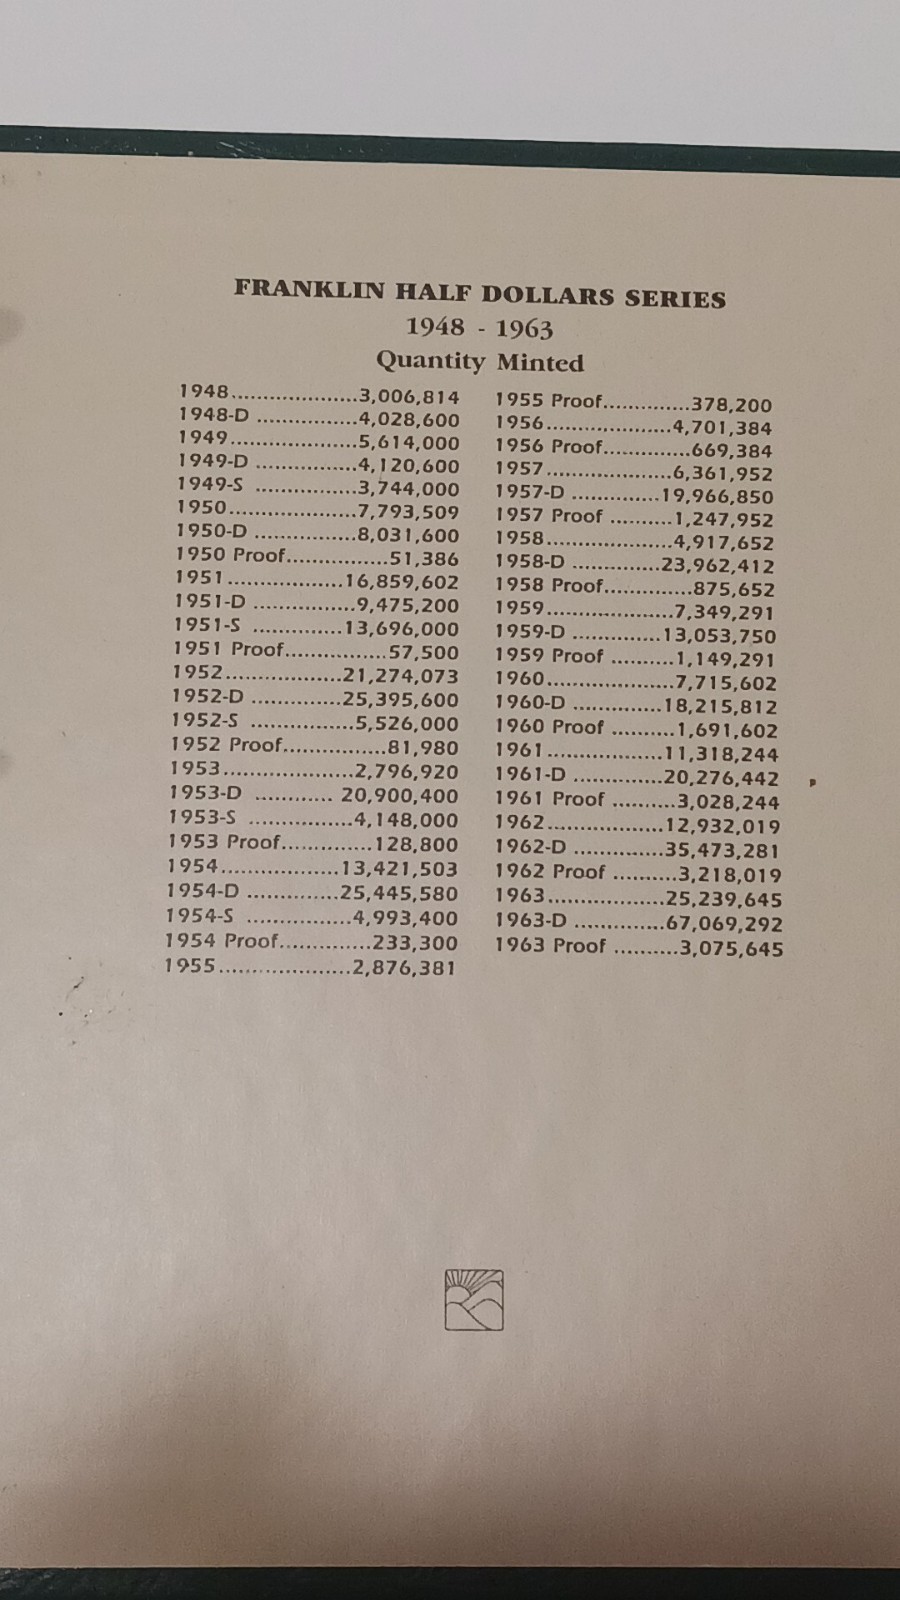 FRANKLIN HALF DOLLARS SERIES
1948 - 1963
Quantity Minted
1948....................3,006,814
1948-D ................4,028,600
1949....................5,614,000
1949-D ................4,120,600
1949-S ................3,744,000
1950....................7,793,509
1950-D ................8,031,600
1950 Proof................51,386
1951..................16,859,602
1951-D ................9,475,200
1951-S ..............13,696,000
1951 Proof................57,500
1952..................21,274,073
1952-D ..............25,395,600
1952-S ................5,526,000
1952 Proof................81,980
1953....................2,796,920
1953-D ............ 20,900,400
1953-S ................4,148,000
1953 Proof..............128,800
1954..................13,421,503
1954-D ..............25,445,580
1954-S ................4,993,400
1954 Proof..............233,300
1955....................2,876,381
1955 Proof..............378,200
1956....................4,701,384
1956 Proof..............669,384
1957....................6,361,952
1957-D ..............19,966,850
1957 Proof ..........1,247,952
1958....................4,917,652
1958-D ..............23,962,412
1958 Proof..............875,652
1959....................7,349,291
1959-D ..............13,053,750
1959 Proof ..........1,149,291
1960....................7,715,602
1960-D ..............18,215,812
1960 Proof ..........1,691,602
1961..................11,318,244
1961-D ..............20,276,442
1961 Proof ..........3,028,244
1962..................12,932,019
1962-D ..............35,473,281
1962 Proof ..........3,218,019
1963..................25,239,645
1963-D ..............67,069,292
1963 Proof ..........3,075,645